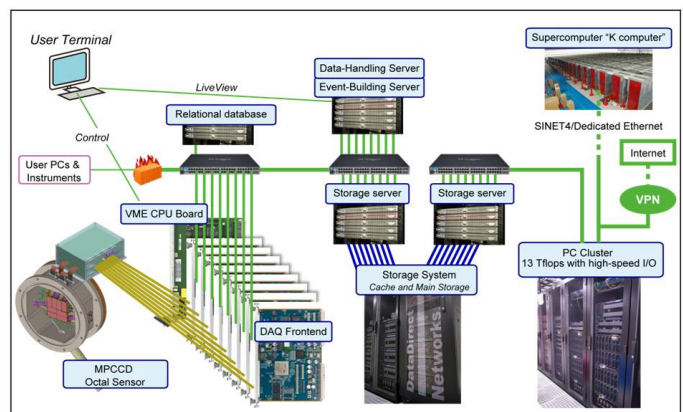 User Terminal
LiveView
Control
Data-Handling Server
Event-Building Server
Supercomputer “K computer”
Relational database
SINET4/Dedicated Ethernet
Internet
VPN
User PCs &
Instruments
Storage server
Storage server
VME CPU Board
PC Cluster
13 Tflops with high-speed I/O
Storage System
Cache and Main Storage
DAQ Frontend
DataDirect
Networks
MPCCD
Octal Sensor